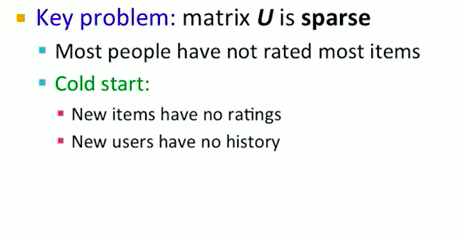 Key problem: matrix U is sparse
Most people have not rated most items
Cold start:
New items have no ratings
New users have no history